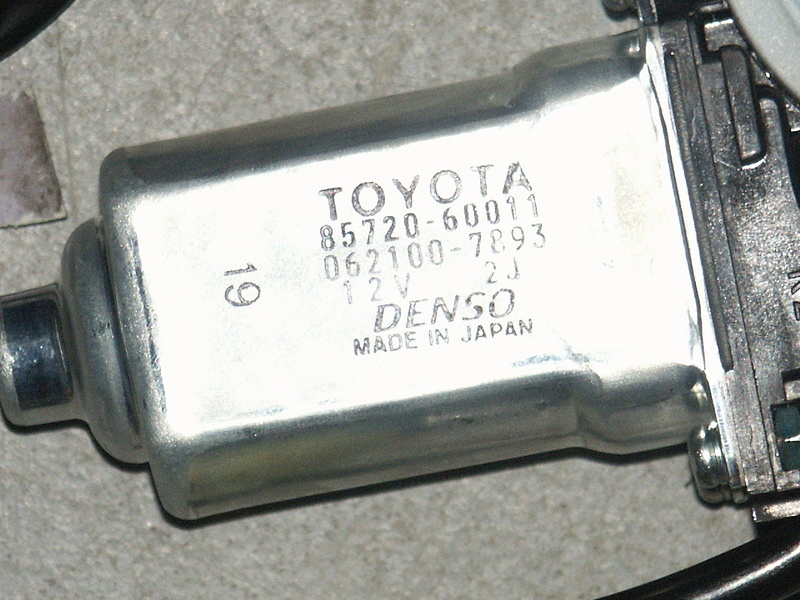 TOYOTA
85720-60011
062100-7893
12V 2J
DENSO
MADE IN JAPAN
19